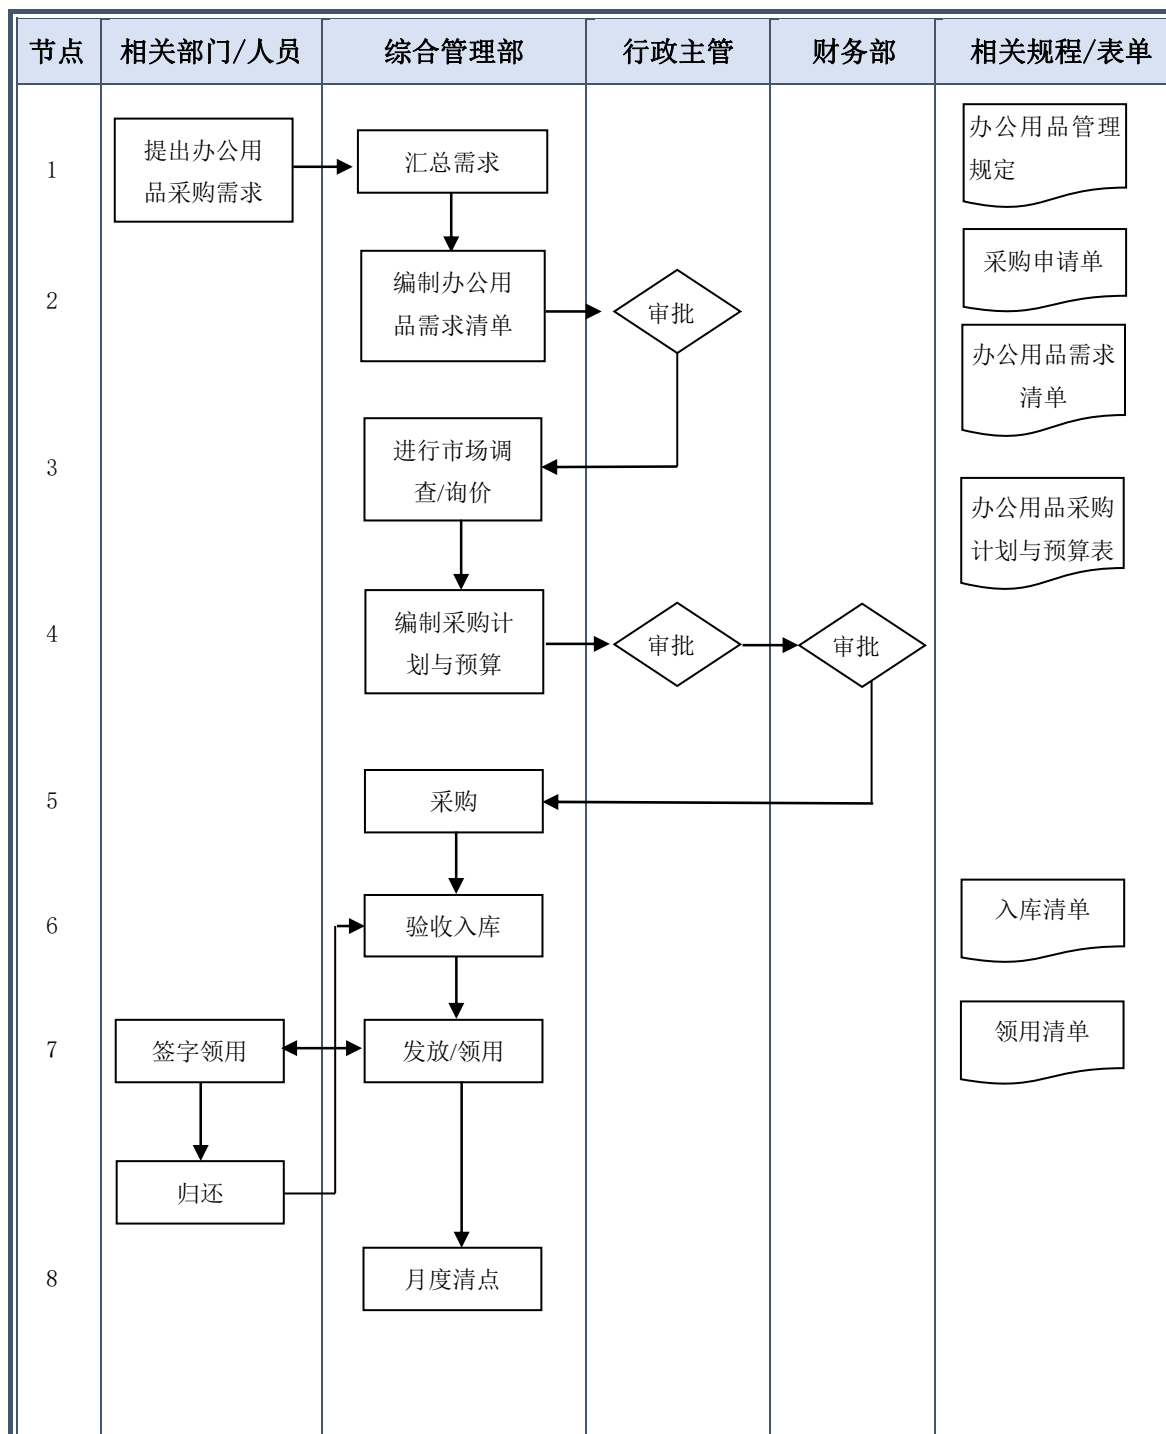 节点 相关部门/人员 综合管理部 行政主管 财务部 相关规程/表单
1
提出办公用
品采购需求
汇总需求
办公用品管理
规定
2
编制办公用
品需求清单
审批
采购申请单
办公用品需求
清单
3
进行市场调
查/询价
办公用品采购
计划与预算表
4
编制采购计
划与预算
审批
审批
5
采购
6
验收入库
入库清单
7
签字领用
发放/领用
领用清单
归还
8
月度清点